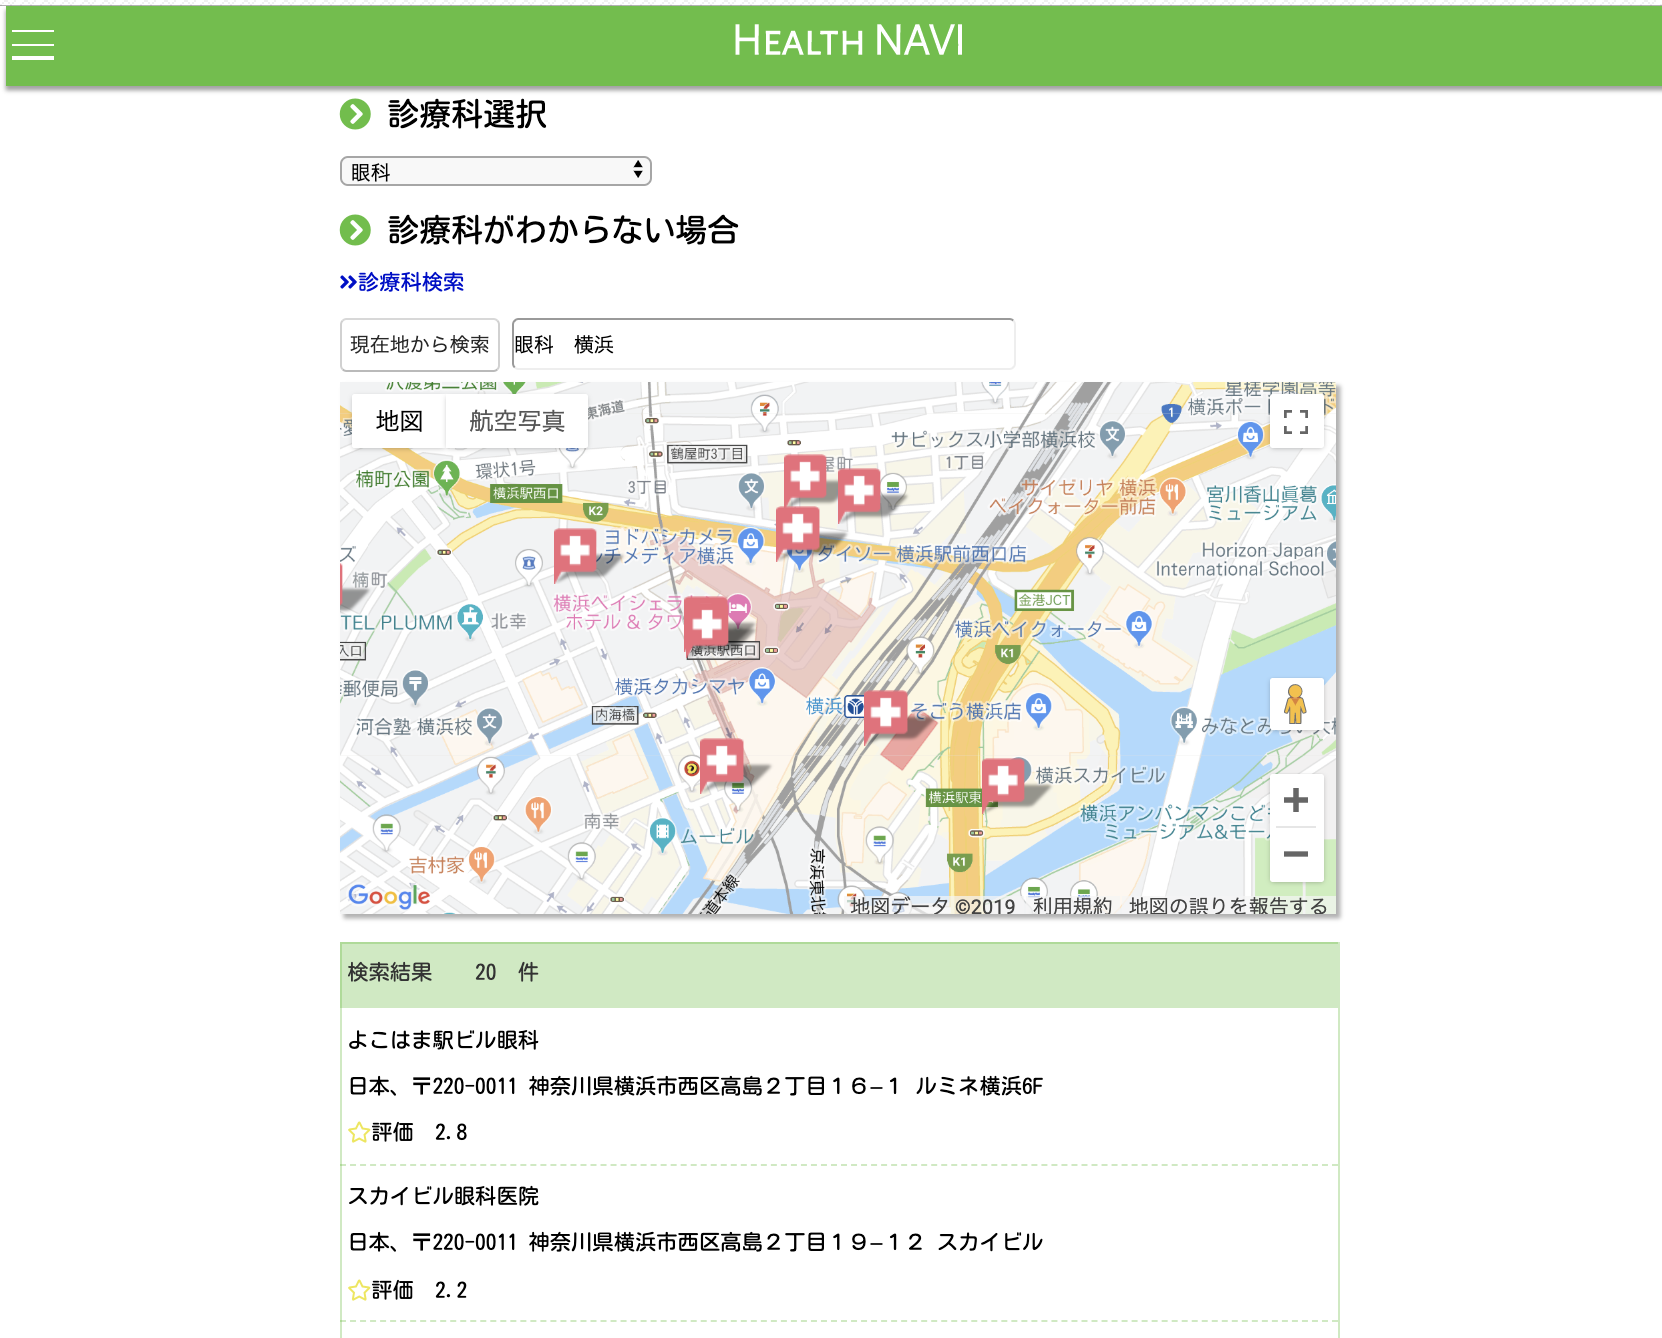 HEALTH NAVI
診療科選択
眼科
診療科がわからない場合
診療科検索
現在地から検索
眼科　横浜
地図
航空写真
東海道
星槎学園高等
横浜ポート
サピックス小学部横浜校
鶴屋町3丁目
屋町
1丁目
楠町公園
環状1号
横浜駅西口
3丁目
K2
サイゼリヤ 横浜
ベイクォーター前店
宮川香山眞葛
ミュージアム
ヨドバシカメラ
チメディア横浜
ダイソー 横浜駅前西口店
Horizon Japan
International School
ズ
楠町
金港JCT
横浜ベイシェラ
ホテル & タワ
TEL PLUMM
北幸
横浜ベイクォーター
入口
横浜駅西口
K1
郵便局
横浜タカシマヤ
横浜
そごう横浜店
内海橋
河合塾 横浜校
みなとみらい大
横浜スカイビル
横浜駅東
横浜アンパンマンこども
ミュージアム&モール
南幸
ムービル
吉村家
K1
京浜東北
道本線
Google
地図データ ©2019
利用規約
地図の誤りを報告する
検索結果　　20　件
よこはま駅ビル眼科
日本、〒220-0011 神奈川県横浜市西区高島２丁目１６−１ ルミネ横浜6F
評価　2.8
スカイビル眼科医院
日本、〒220-0011 神奈川県横浜市西区高島２丁目１９−１２ スカイビル
評価　2.2